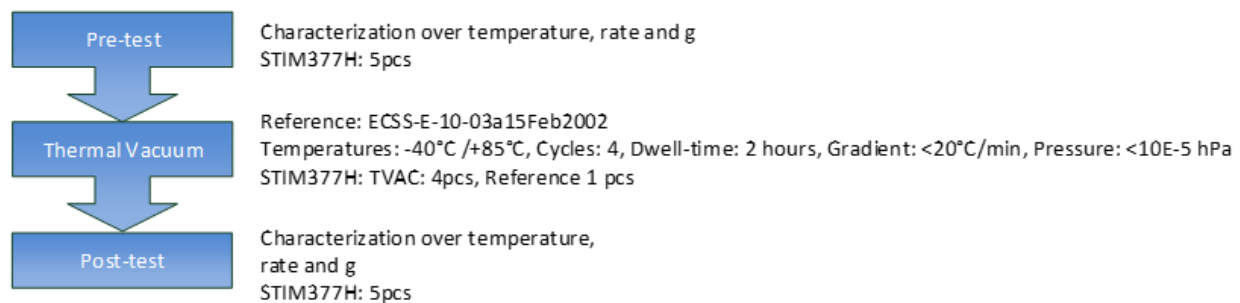 Pre-test
Characterization over temperature, rate and g
STIM377H: 5pcs
Thermal Vacuum
Reference: ECSS-E-10-03a15Feb2002
Temperatures: -40°C /+85°C, Cycles: 4, Dwell-time: 2 hours, Gradient: <20°C/min, Pressure: <10E-5 hPa
STIM377H: TVAC: 4pcs, Reference 1 pcs
Post-test
Characterization over temperature,
rate and g
STIM377H: 5pcs